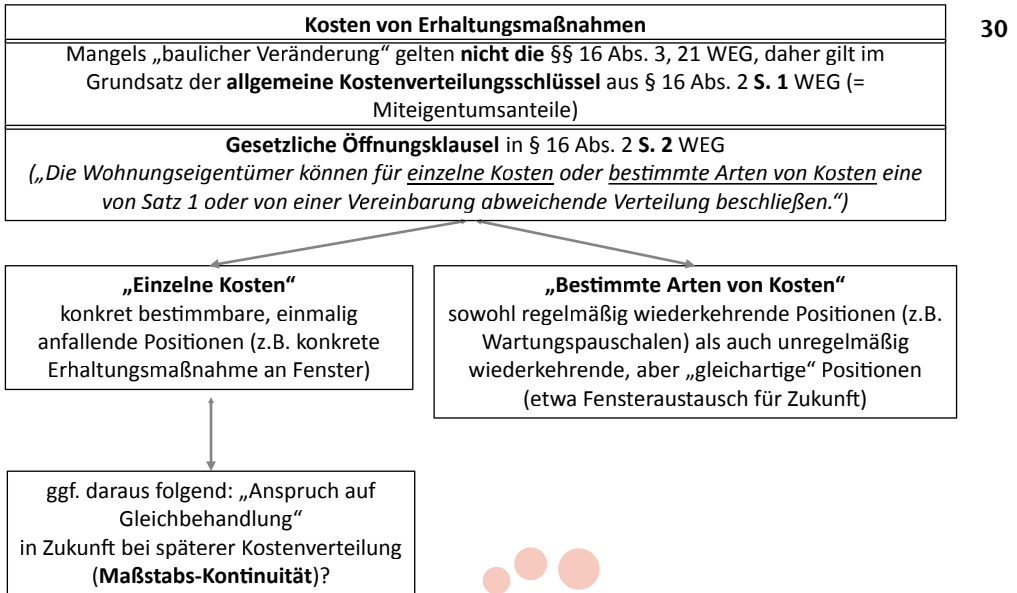 Kosten von Erhaltungsmaßnahmen
30
Mangels „baulicher Veränderung“ gelten nicht die §§ 16 Abs. 3, 21 WEG, daher gilt im
Grundsatz der allgemeine Kostenverteilungsschlüssel aus § 16 Abs. 2 S. 1 WEG (=
Miteigentumsanteile)
Gesetzliche Öffnungsklausel in § 16 Abs. 2 S. 2 WEG
(„Die Wohnungseigentümer können für einzelne Kosten oder bestimmte Arten von Kosten eine
von Satz 1 oder von einer Vereinbarung abweichende Verteilung beschließen.“)
„Einzelne Kosten“
konkret bestimmbare, einmalig
anfallende Positionen (z.B. konkrete
Erhaltungsmaßnahme an Fenster)
„Bestimmte Arten von Kosten“
sowohl regelmäßig wiederkehrende Positionen (z.B.
Wartungspauschalen) als auch unregelmäßig
wiederkehrende, aber „gleichartige“ Positionen
(etwa Fensteraustausch für Zukunft)
ggf. daraus folgend: „Anspruch auf
Gleichbehandlung“
in Zukunft bei späterer Kostenverteilung
(Maßstabs-Kontinuität)?